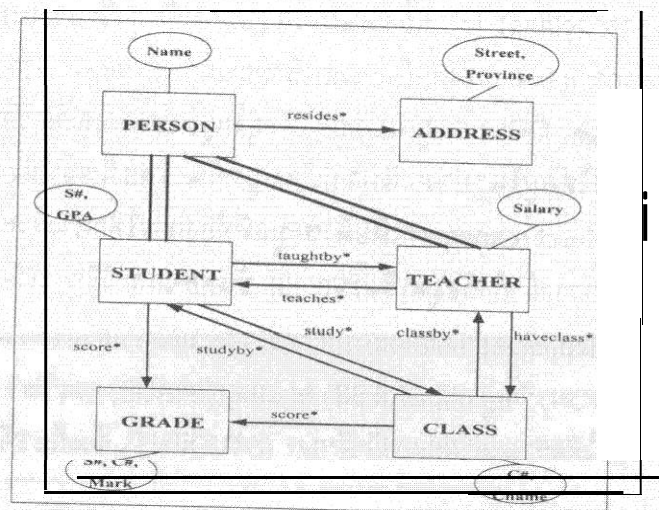 Name
Street,
Province
resides*
PERSON
ADDRESS
S#,
GPA
Salary
taughtby*
STUDENT
TEACHER
teaches*
study*
classby*
haveclass*
score*
studyby*
score*
GRADE
CLASS
S#, C#,
Mark
C#,
Cname